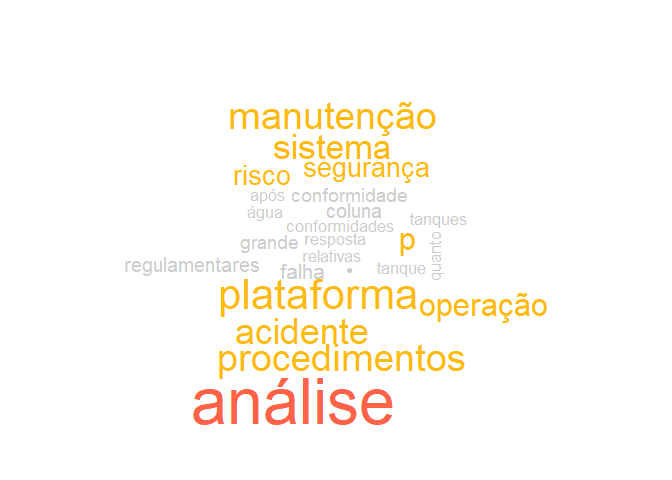 manutenção
sistema
segurança
risco
após
conformidade
água
coluna
tanques
conformidades
p
quanto
grande
resposta
relativas
regulamentares
falha
•
tanque
plataforma
operação
acidente
procedimentos
análise